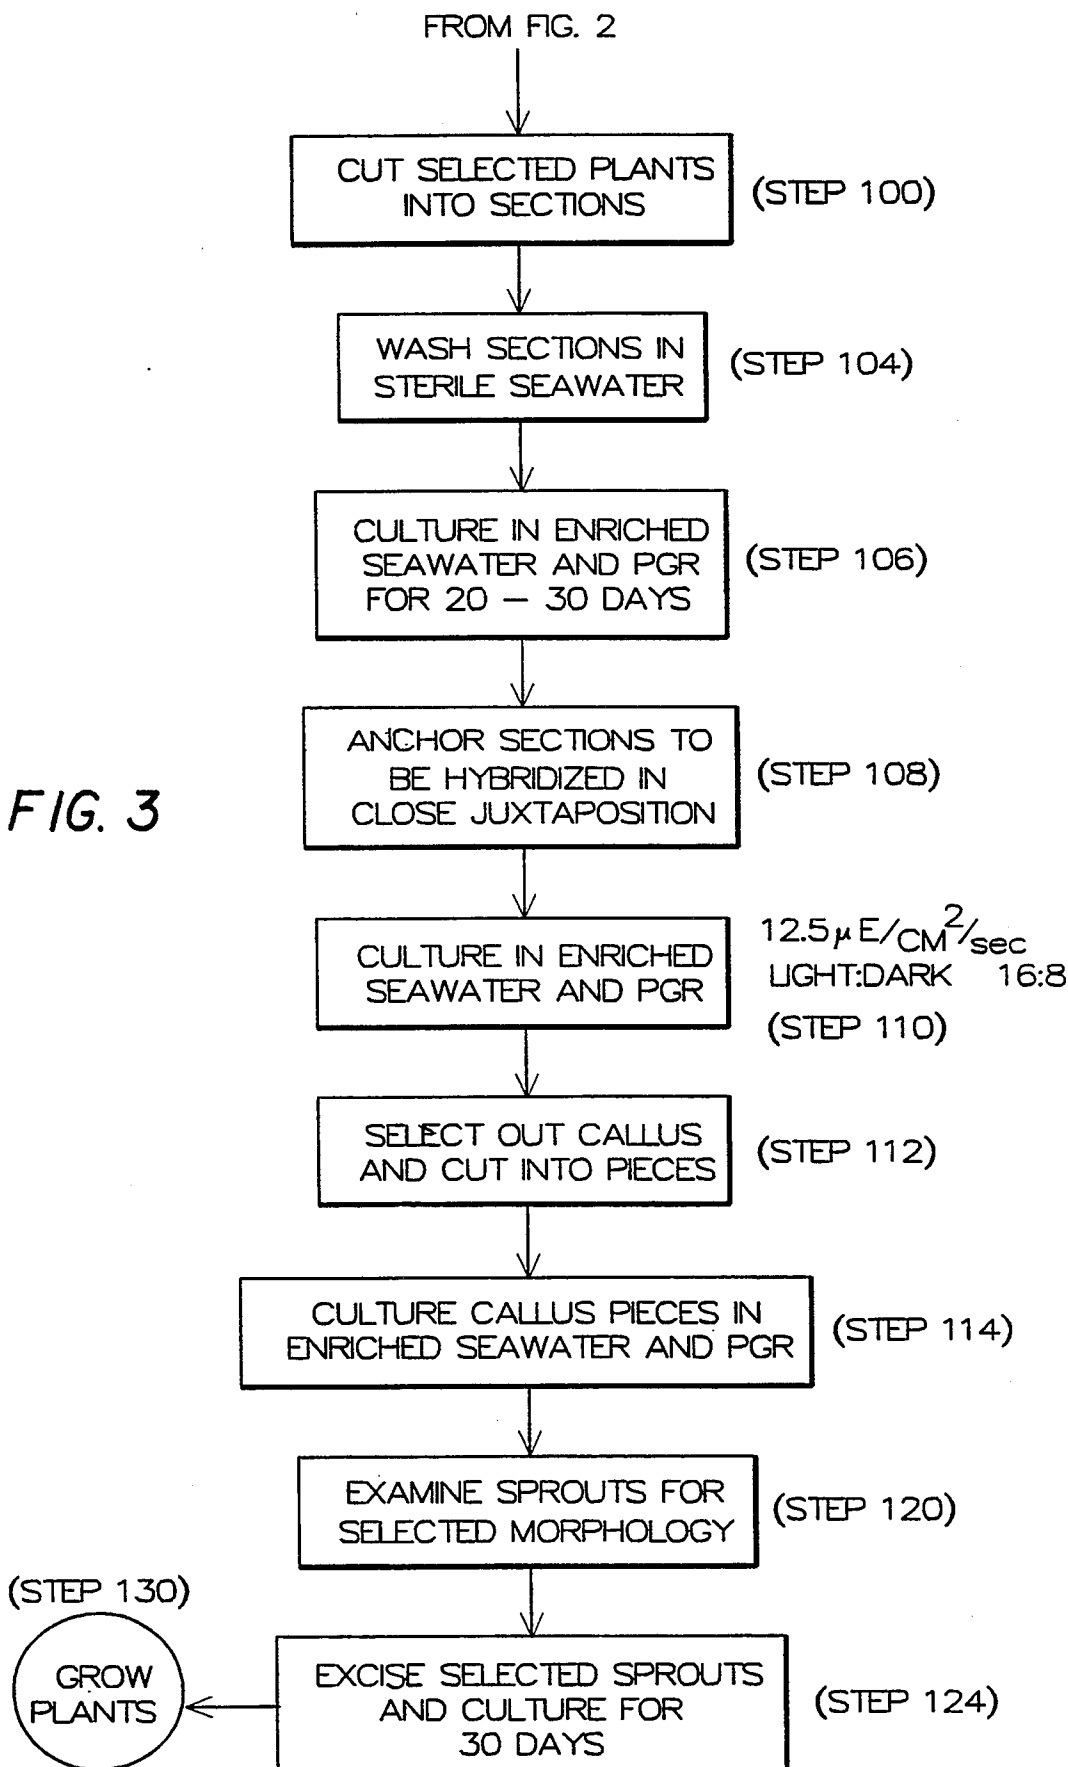 FROM FIG. 2
CUT SELECTED PLANTS
INTO SECTIONS
(STEP 100)
WASH SECTIONS IN
STERILE SEAWATER
(STEP 104)
CULTURE IN ENRICHED
SEAWATER AND PGR
FOR 20 – 30 DAYS
(STEP 106)
ANCHOR SECTIONS TO
BE HYBRIDIZED IN
CLOSE JUXTAPOSITION
(STEP 108)
FIG. 3
CULTURE IN ENRICHED
SEAWATER AND PGR
12.5 µ E/CM²/sec
LIGHT:DARK 16:8
(STEP 110)
SELECT OUT CALLUS
AND CUT INTO PIECES
(STEP 112)
CULTURE CALLUS PIECES IN
ENRICHED SEAWATER AND PGR
(STEP 114)
EXAMINE SPROUTS FOR
SELECTED MORPHOLOGY
(STEP 120)
EXCISE SELECTED SPROUTS
AND CULTURE FOR
30 DAYS
(STEP 124)
(STEP 130)
GROW
PLANTS